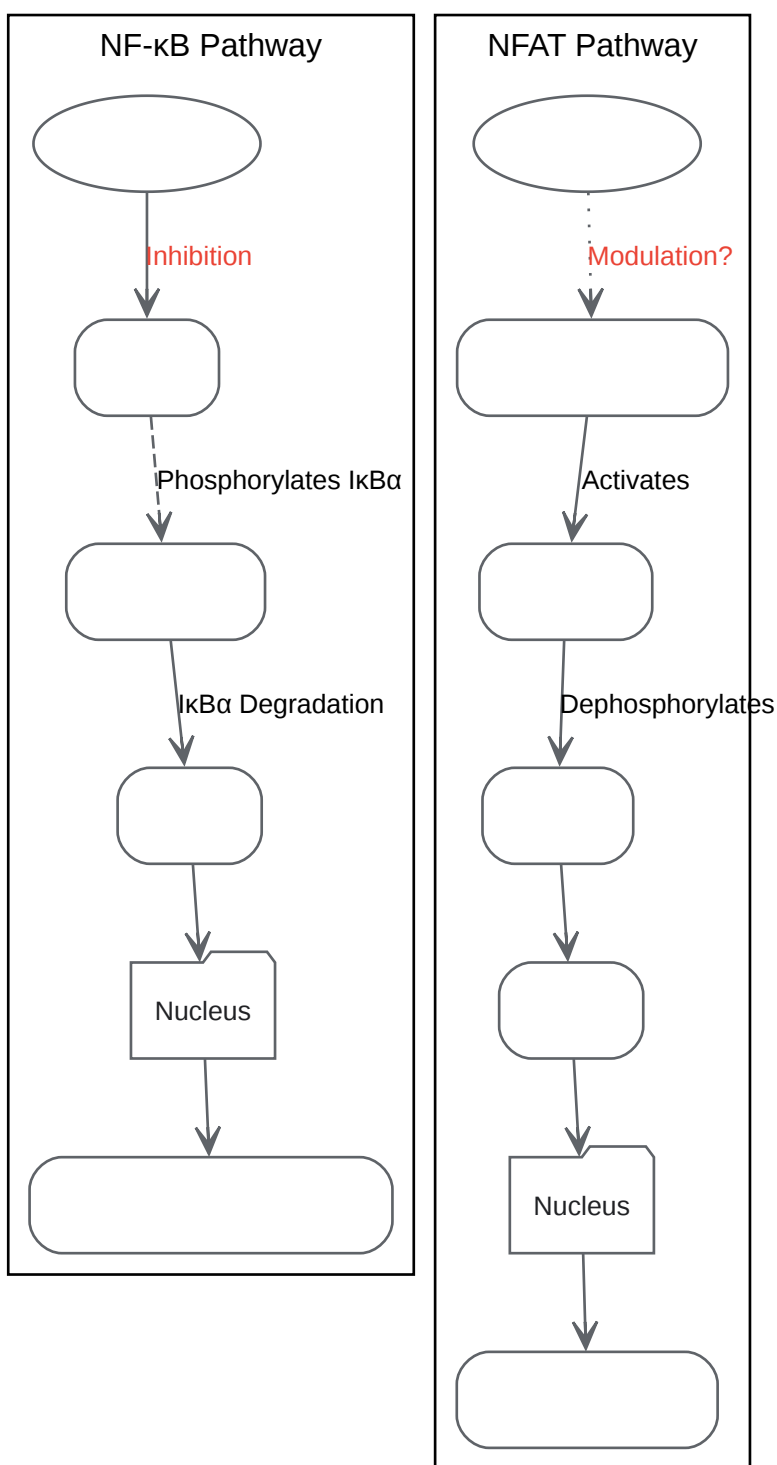 NF-κB Pathway
Inhibition
Phosphorylates IκBα
IκBα Degradation
Nucleus
NFAT Pathway
Modulation?
Activates
Dephosphorylates
Nucleus